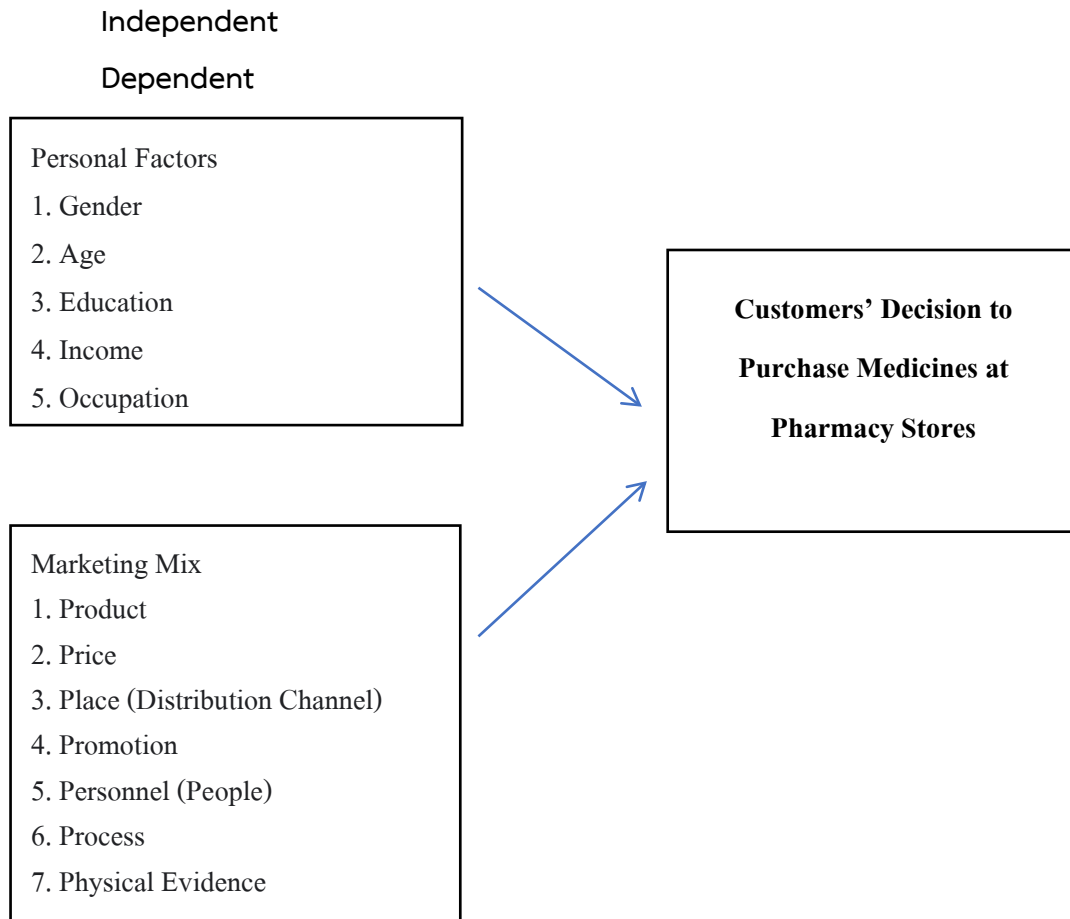 Independent
Dependent
Personal Factors
1. Gender
2. Age
3. Education
4. Income
5. Occupation
Customers’ Decision to
Purchase Medicines at
Pharmacy Stores
Marketing Mix
1. Product
2. Price
3. Place (Distribution Channel)
4. Promotion
5. Personnel (People)
6. Process
7. Physical Evidence